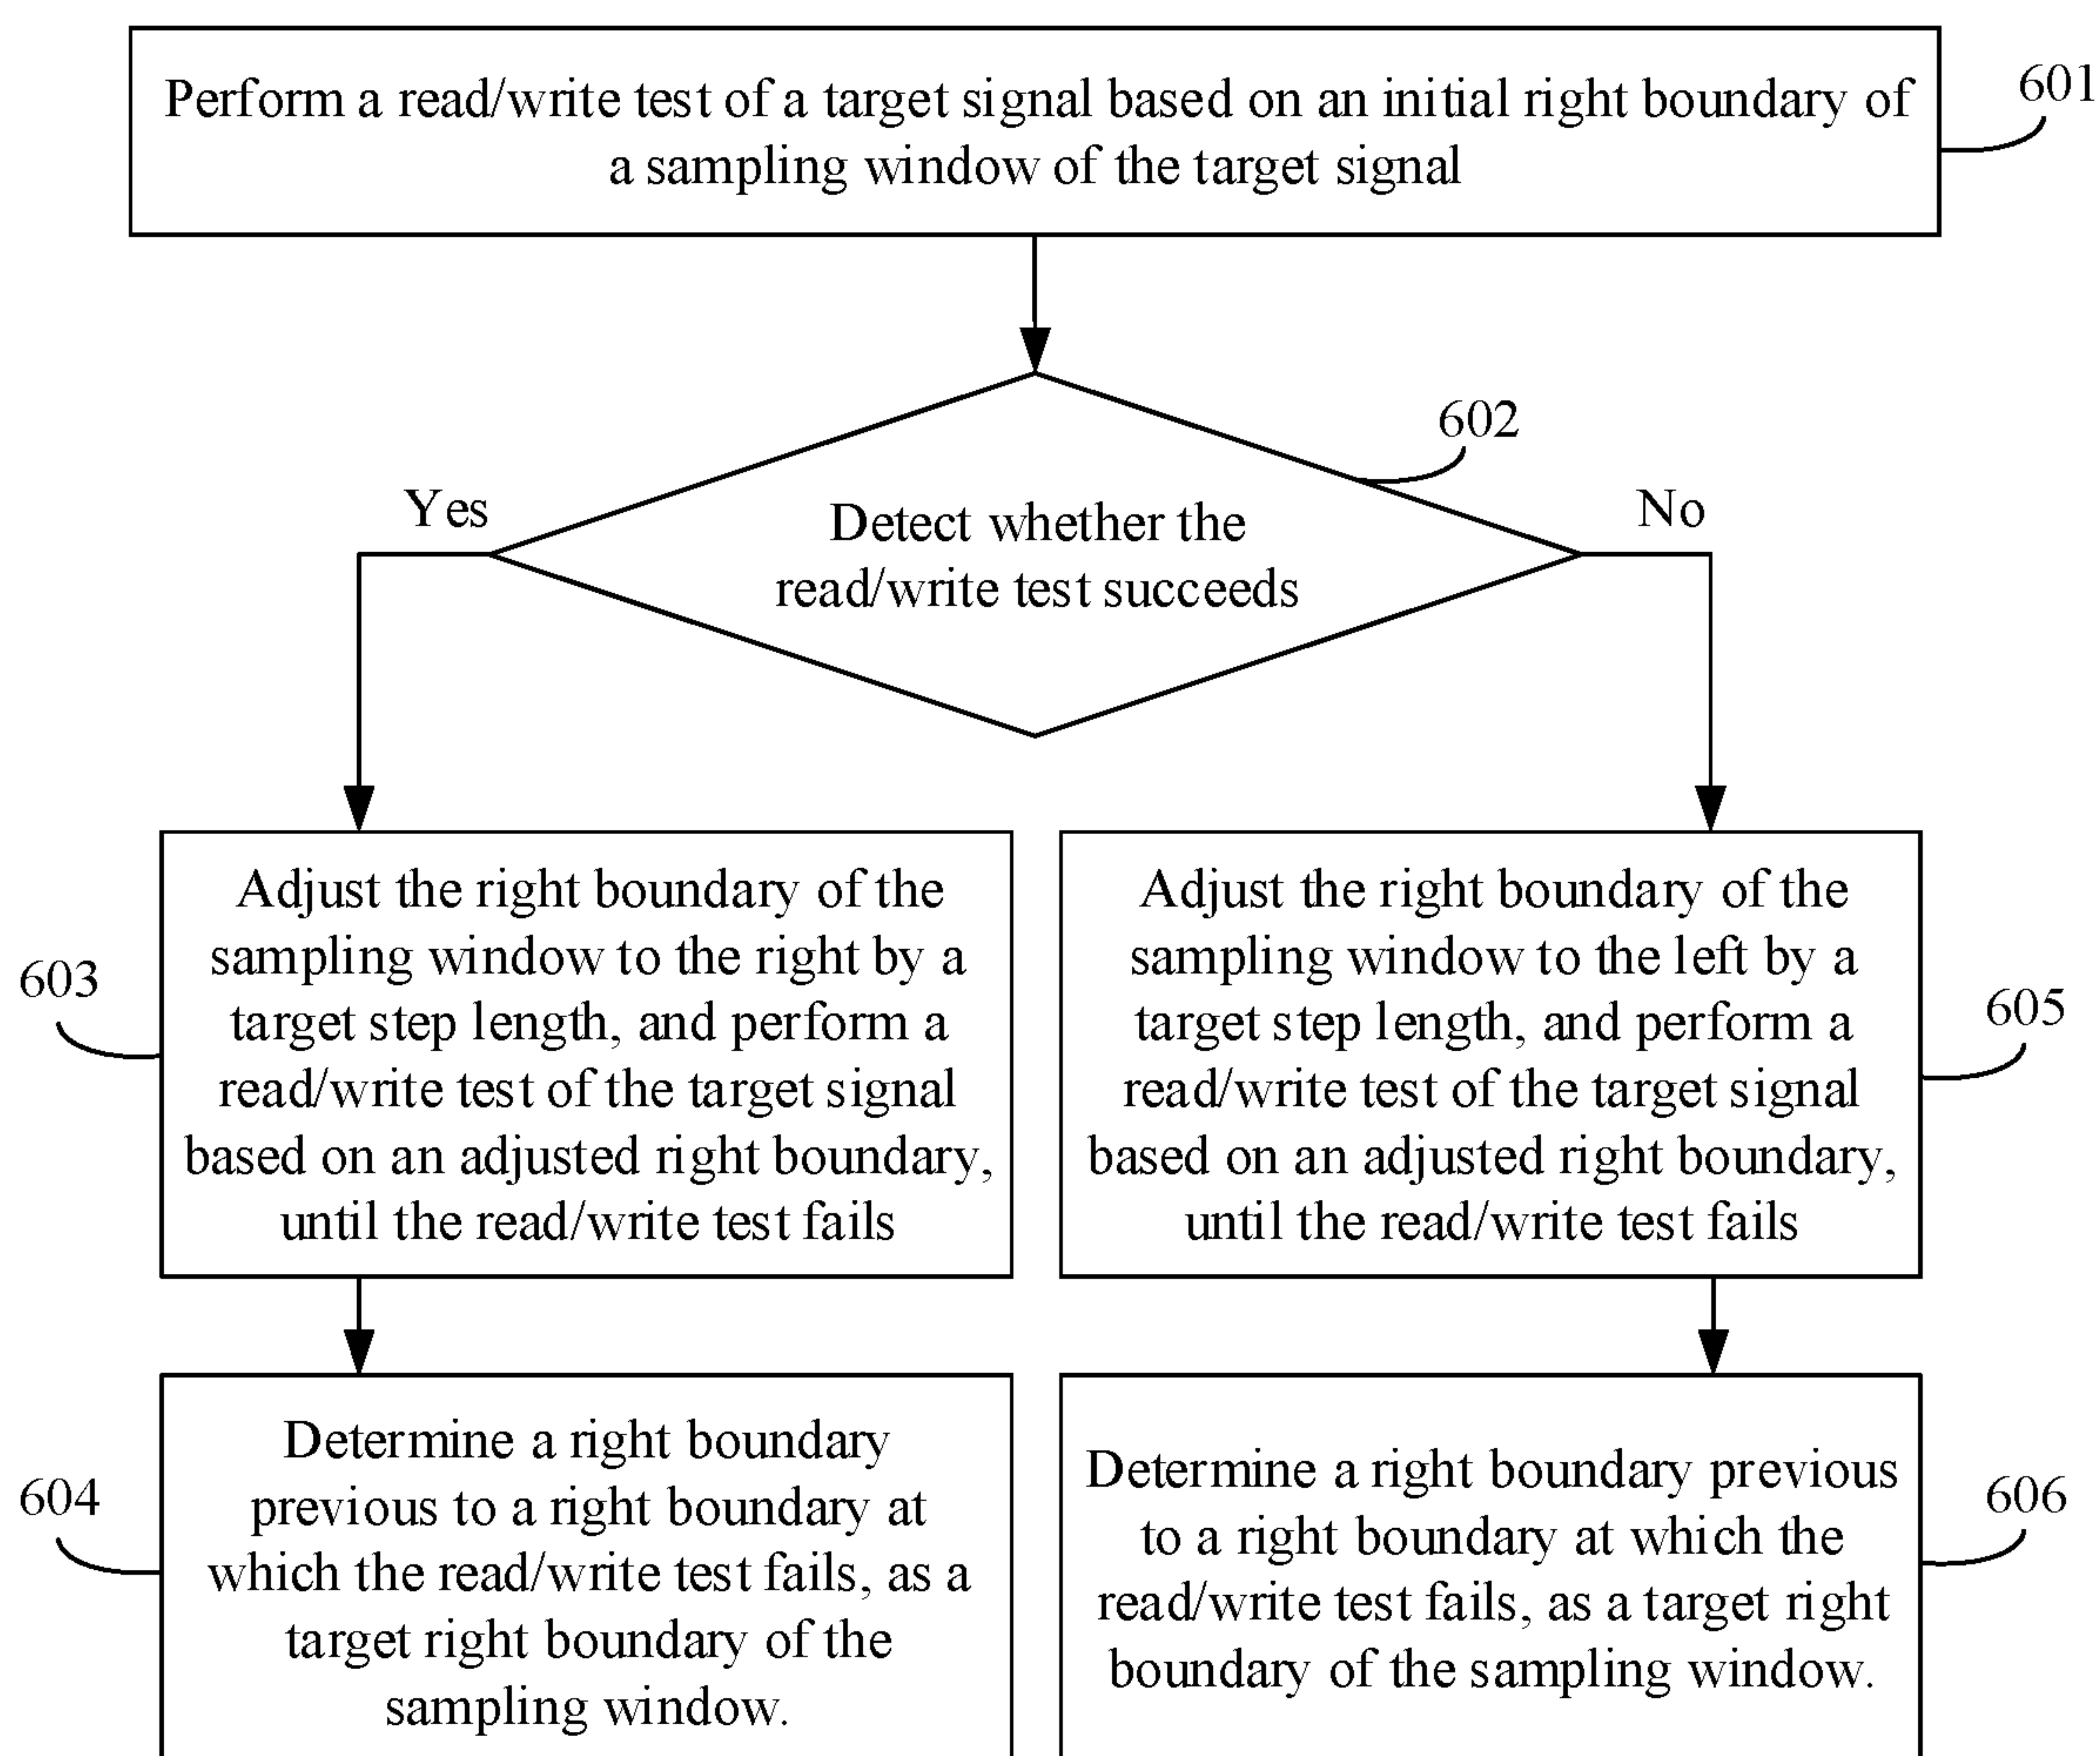 Perform a read/write test of a target signal based on an initial right boundary of
a sampling window of the target signal
601
602
Yes
No
Detect whether the
read/write test succeeds
Adjust the right boundary of the
sampling window to the right by a
target step length, and perform a
read/write test of the target signal
based on an adjusted right boundary,
until the read/write test fails
603
Adjust the right boundary of the
sampling window to the left by a
target step length, and perform a
read/write test of the target signal
based on an adjusted right boundary,
until the read/write test fails
605
Determine a right boundary
previous to a right boundary at
which the read/write test fails, as a
target right boundary of the
sampling window.
604
Determine a right boundary previous
to a right boundary at which the
read/write test fails, as a target right
boundary of the sampling window.
606